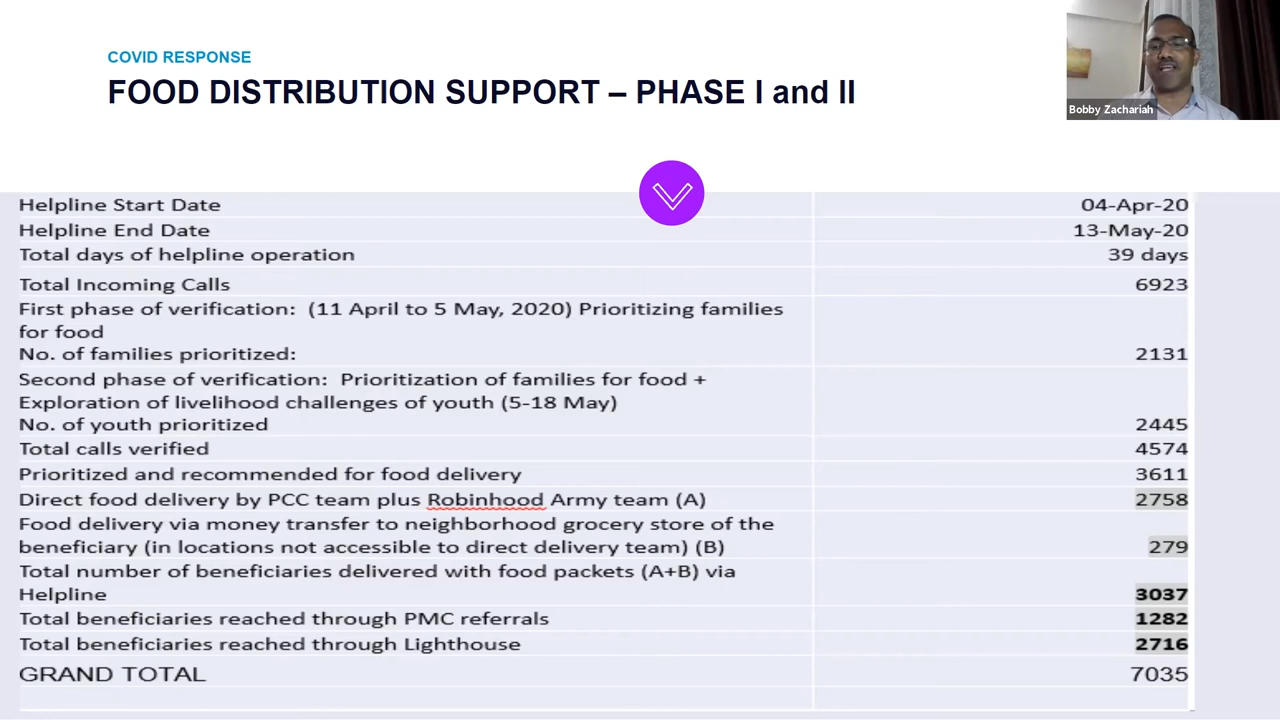 COVID RESPONSE
FOOD DISTRIBUTION SUPPORT – PHASE I and II
Bobby Zachariah
Helpline Start Date 04-Apr-20
Helpline End Date 13-May-20
Total days of helpline operation 39 days
Total Incoming Calls 6923
First phase of verification: (11 April to 5 May, 2020) Prioritizing families
for food
No. of families prioritized: 2131
Second phase of verification: Prioritization of families for food +
Exploration of livelihood challenges of youth (5-18 May)
No. of youth prioritized 2445
Total calls verified 4574
Prioritized and recommended for food delivery 3611
Direct food delivery by PCC team plus Robinhood Army team (A) 2758
Food delivery via money transfer to neighborhood grocery store of the
beneficiary (in locations not accessible to direct delivery team) (B) 279
Total number of beneficiaries delivered with food packets (A+B) via
Helpline 3037
Total beneficiaries reached through PMC referrals 1282
Total beneficiaries reached through Lighthouse 2716
GRAND TOTAL 7035